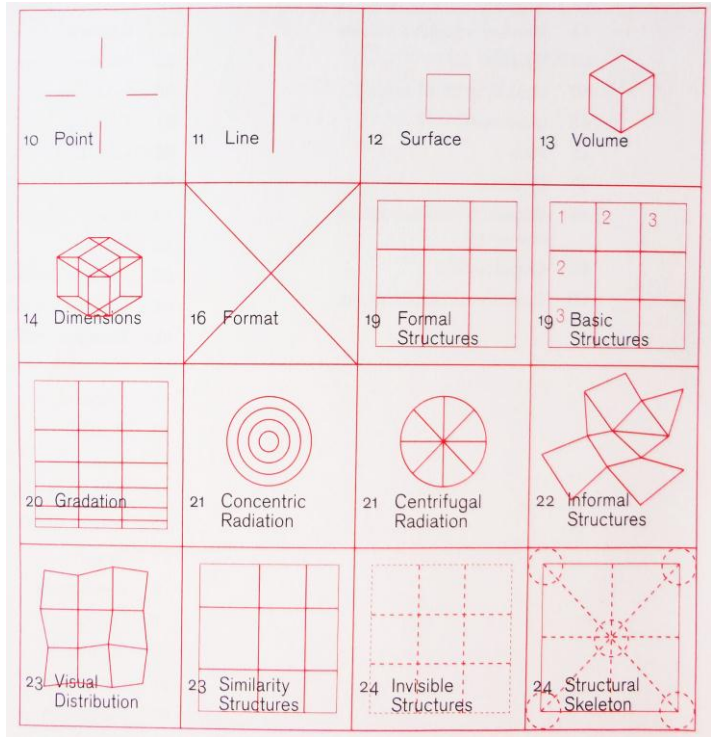 10 Point
11 Line
12 Surface
13 Volume
14 Dimensions
16 Format
19 Formal
Structures
1 2 3
2
3
19 Basic
Structures
20 Gradation
21 Concentric
Radiation
21 Centrifugal
Radiation
22 Informal
Structures
23 Visual
Distribution
23 Similarity
Structures
24 Invisible
Structures
24 Structural
Skeleton